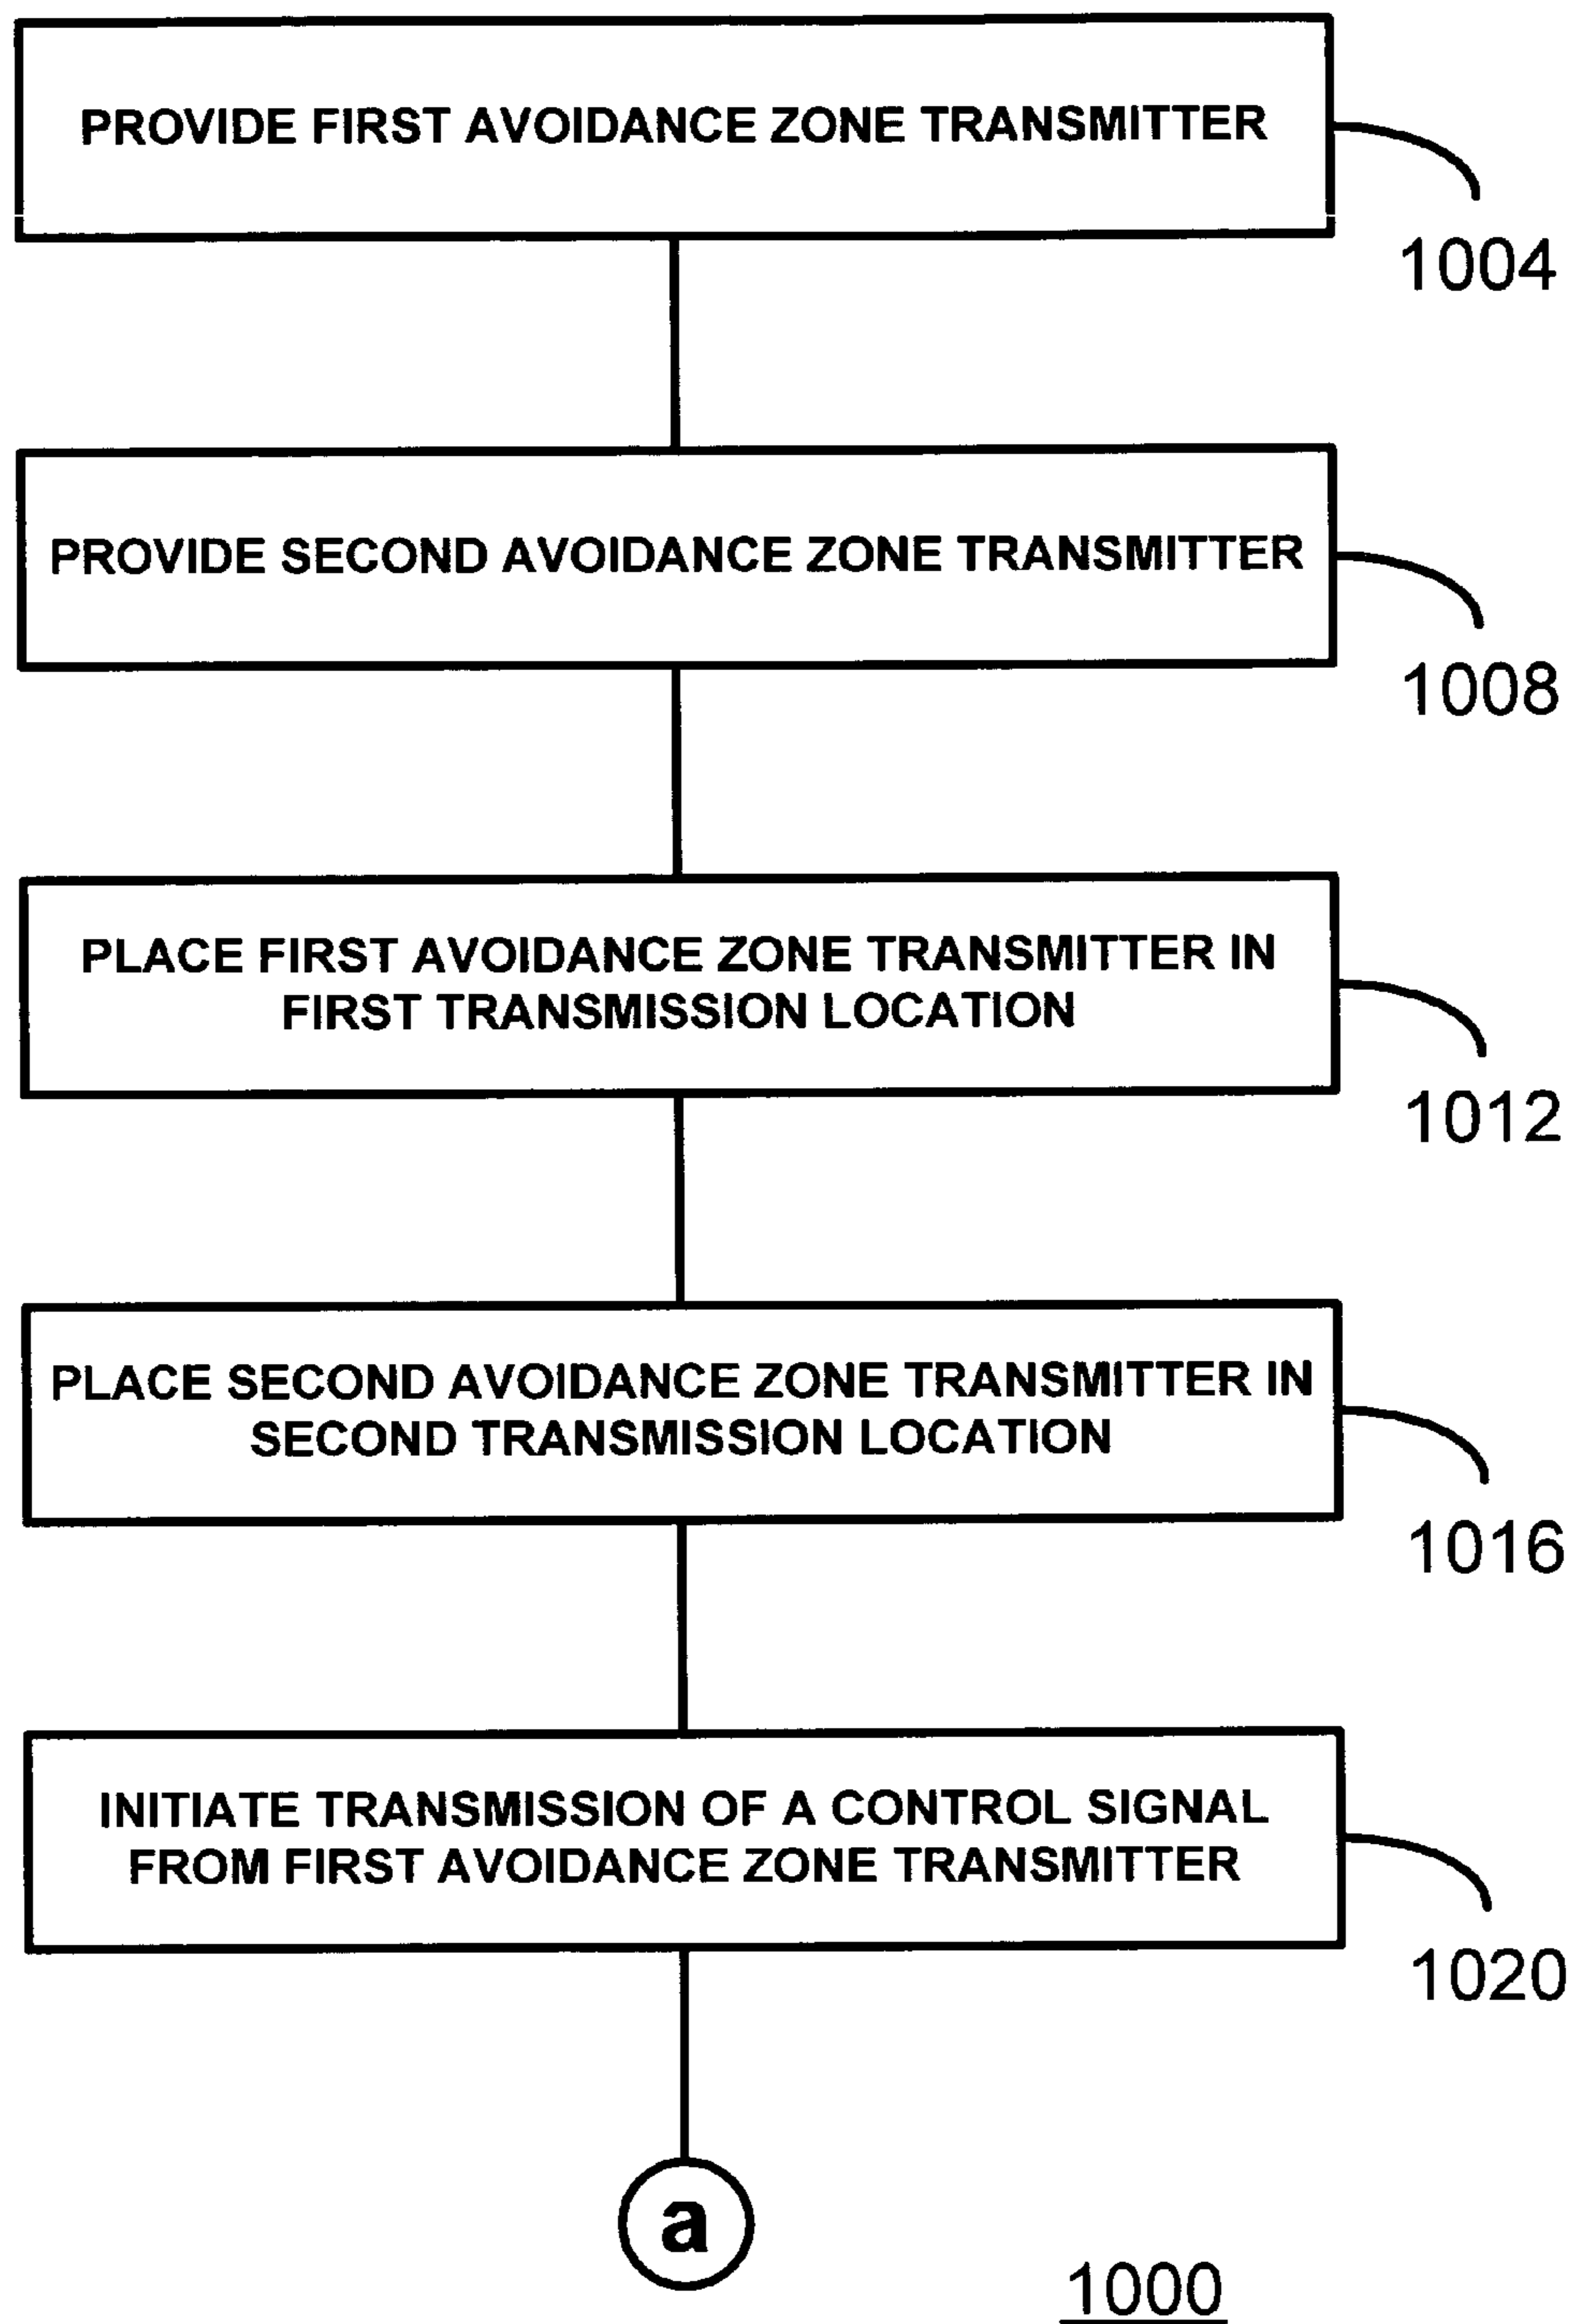 PROVIDE FIRST AVOIDANCE ZONE TRANSMITTER
1004
PROVIDE SECOND AVOIDANCE ZONE TRANSMITTER
1008
PLACE FIRST AVOIDANCE ZONE TRANSMITTER IN
FIRST TRANSMISSION LOCATION
1012
PLACE SECOND AVOIDANCE ZONE TRANSMITTER IN
SECOND TRANSMISSION LOCATION
1016
INITIATE TRANSMISSION OF A CONTROL SIGNAL
FROM FIRST AVOIDANCE ZONE TRANSMITTER
1020
a
1000